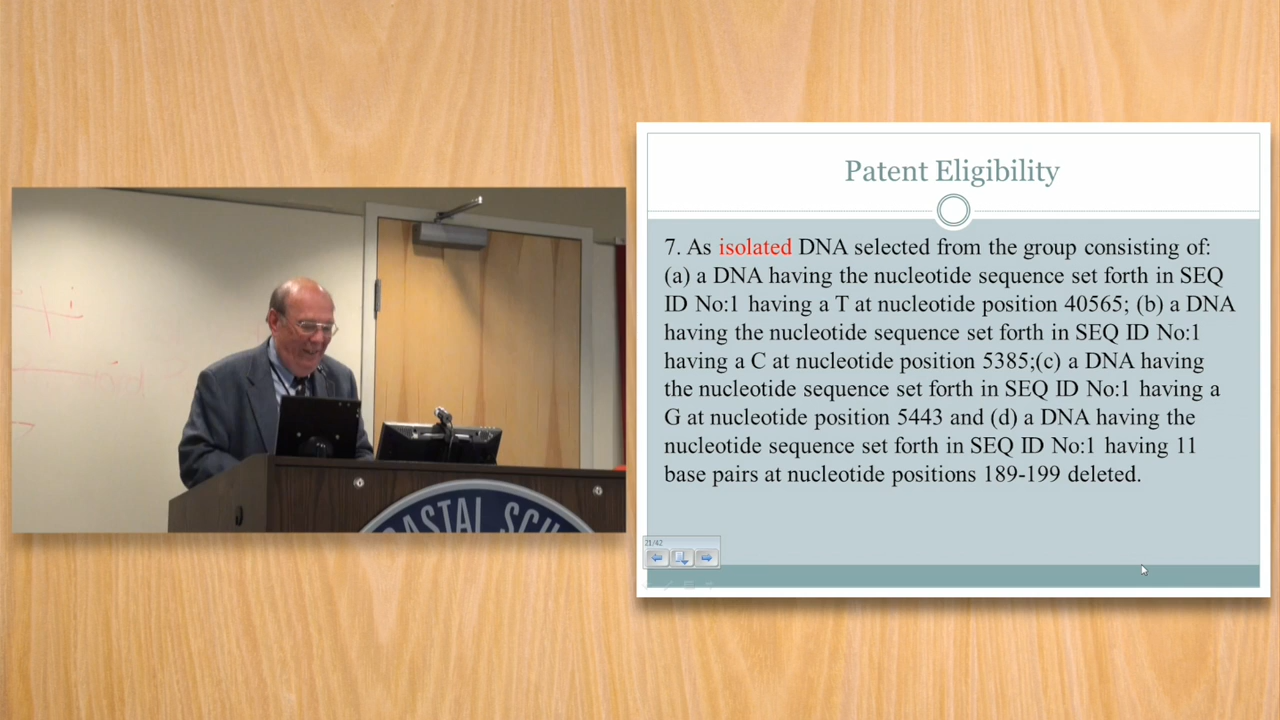 Patent Eligibility
7. As isolated DNA selected from the group consisting of:
(a) a DNA having the nucleotide sequence set forth in SEQ
ID No:1 having a T at nucleotide position 40565; (b) a DNA
having the nucleotide sequence set forth in SEQ ID No:1
having a C at nucleotide position 5385;(c) a DNA having
the nucleotide sequence set forth in SEQ ID No:1 having a
G at nucleotide position 5443 and (d) a DNA having the
nucleotide sequence set forth in SEQ ID No:1 having 11
base pairs at nucleotide positions 189-199 deleted.
21/42
COASTAL